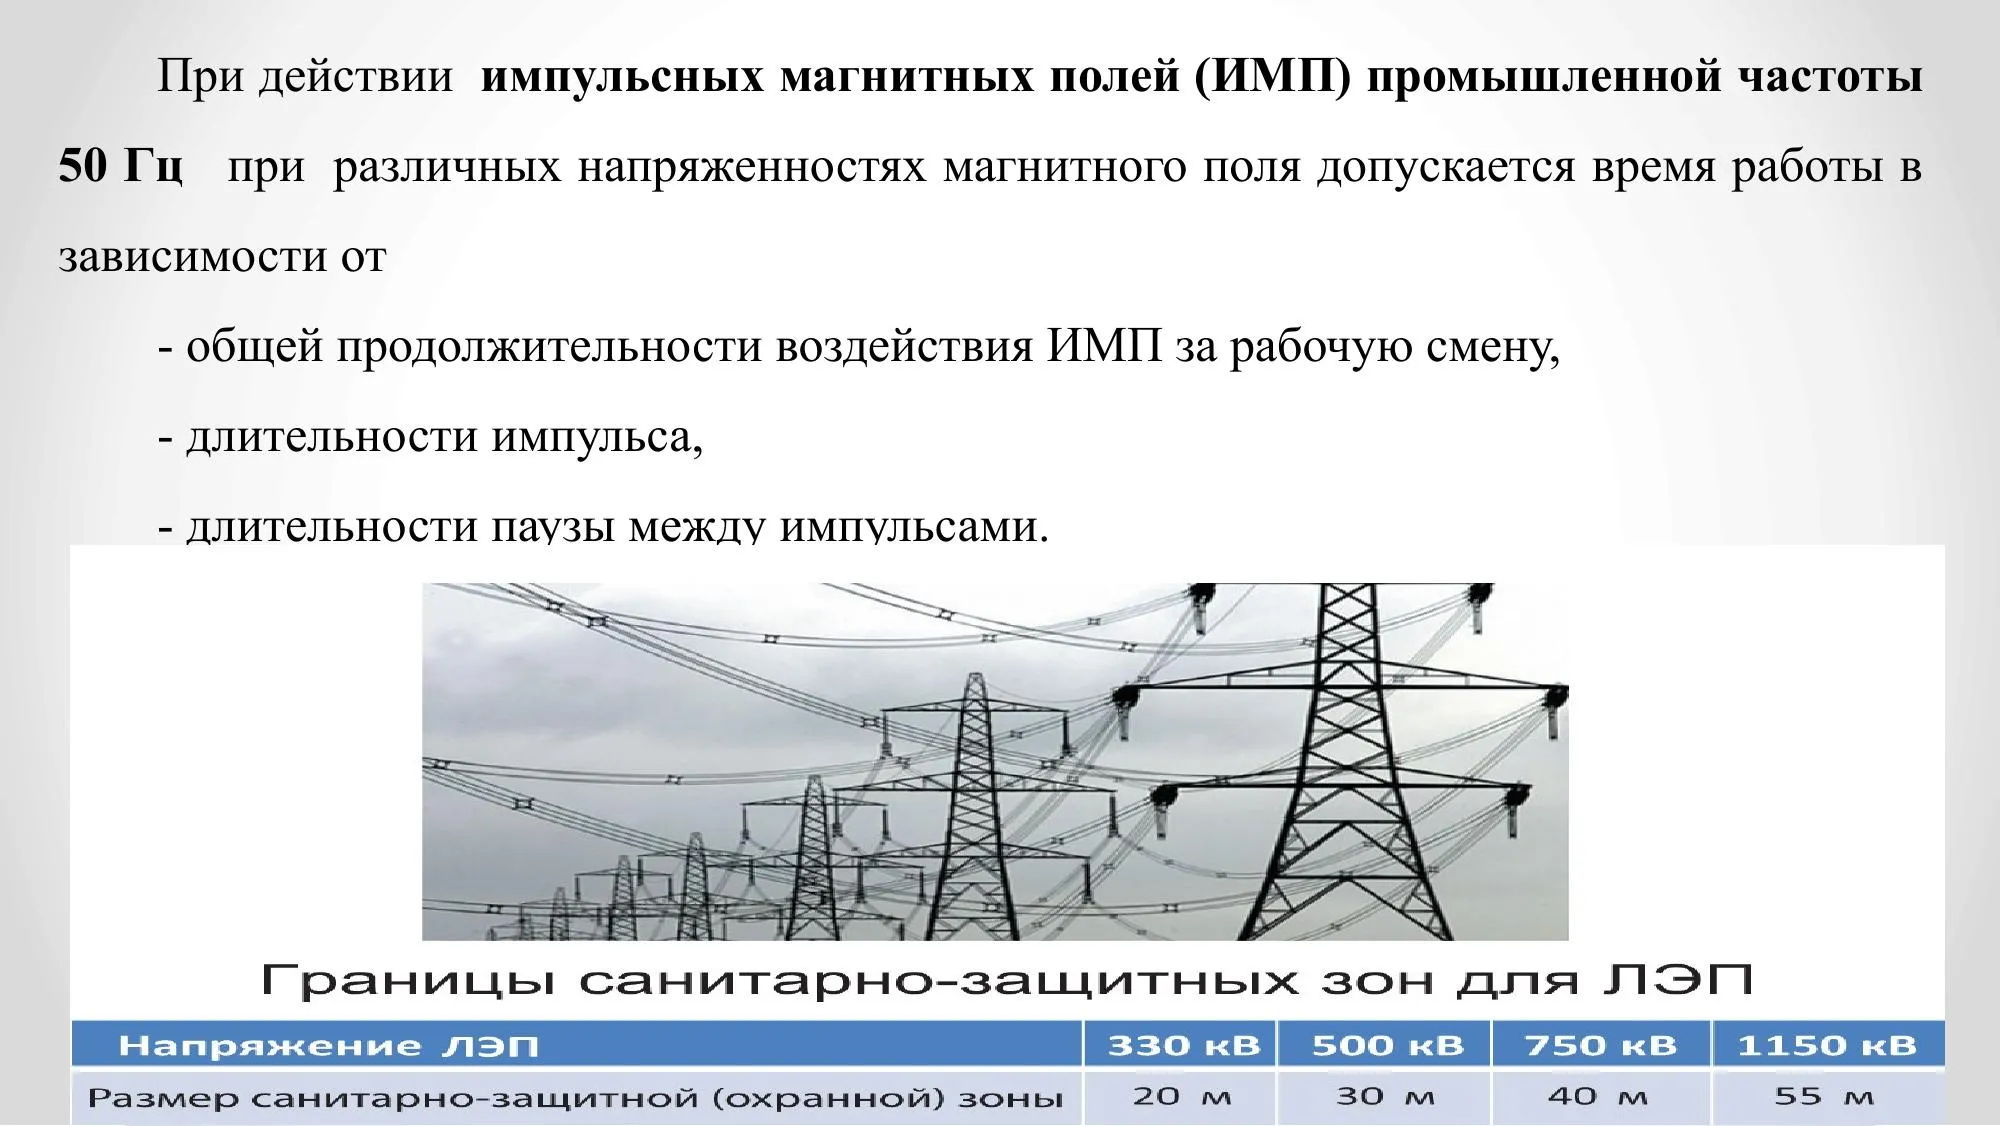 При действии импульсных магнитных полей (ИМП) промышленной частоты
50 Гц при различных напряженностях магнитного поля допускается время работы в
зависимости от
- общей продолжительности воздействия ИМП за рабочую смену,
- длительности импульса,
- длительности паузы между импульсами.
Границы санитарно-защитных зон для ЛЭП
Напряжение ЛЭП 330 кВ 500 кВ 750 кВ 1150 кВ
Размер санитарно-защитной (охранной) зоны 20 м 30 м 40 м 55 м